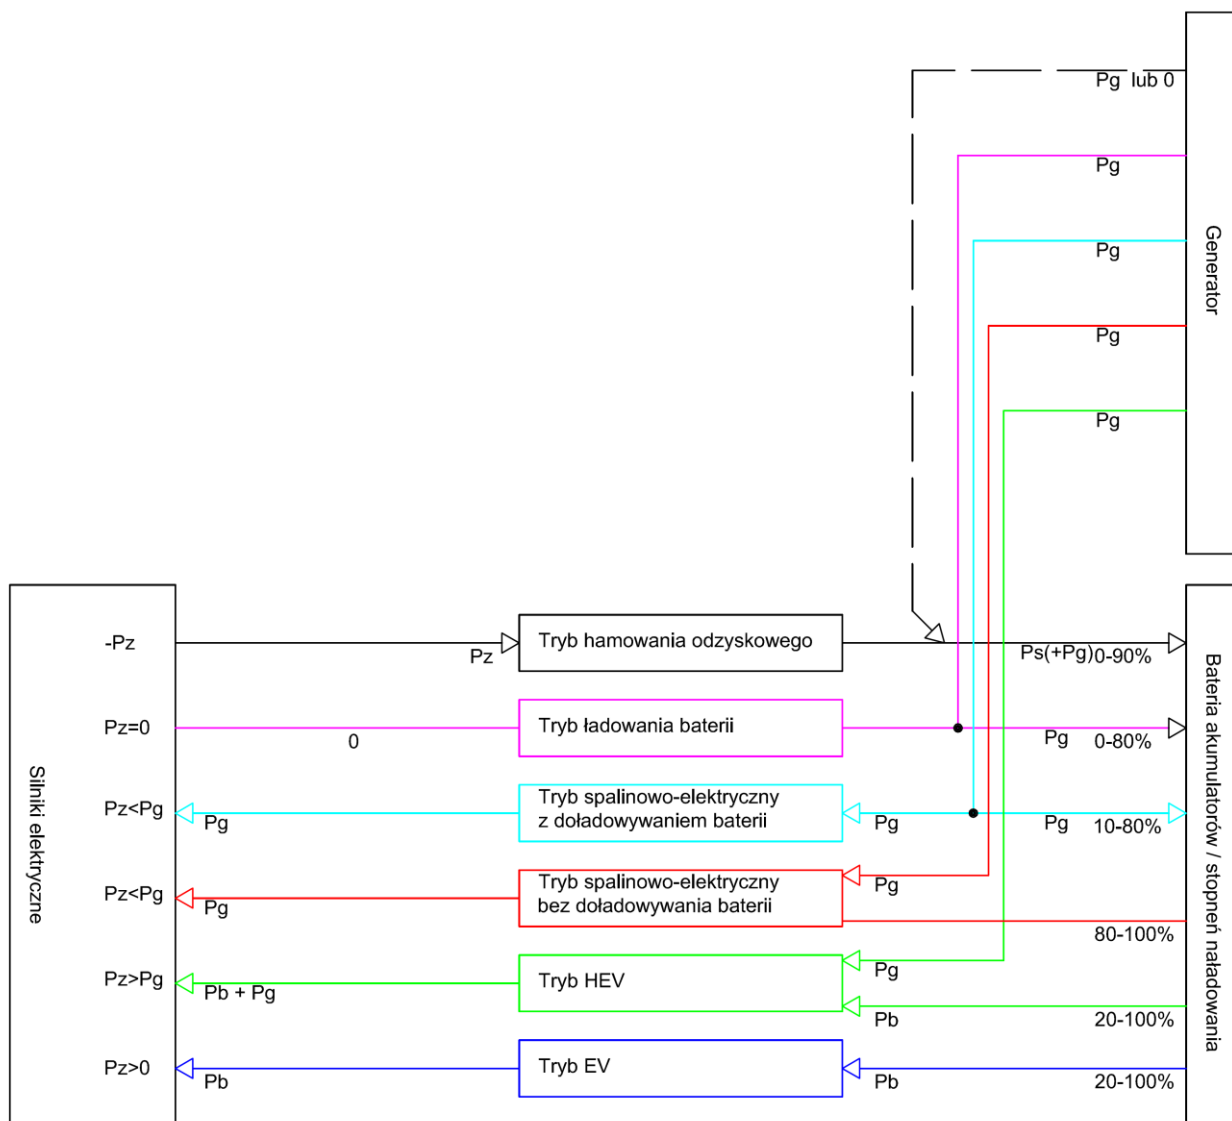 Pg lub 0
Pg
Pg
Pg
Pg
Generator
-Pz
Pz
Tryb hamowania odzyskowego
Ps(+Pg)
0-90%
Pz=0
0
Tryb ładowania baterii
Pg
0-80%
Pz<Pg
Pg
Tryb spalinowo-elektryczny
z doładowywaniem baterii
Pg
Pg
10-80%
Pz<Pg
Pg
Tryb spalinowo-elektryczny
bez doładowywania baterii
Pg
80-100%
Pz>Pg
Pb + Pg
Tryb HEV
Pg
Pb
20-100%
Pz>0
Pb
Tryb EV
Pb
20-100%
Silniki elektryczne
Bateria akumulatorów / stopneń naładowania